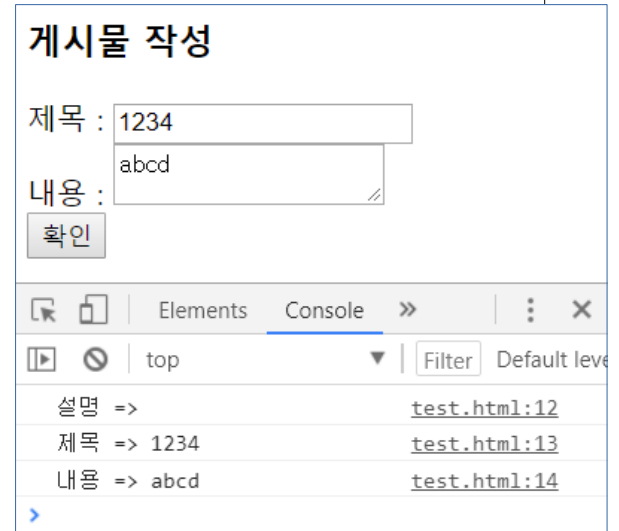 게시물 작성
제목 : 1234
내용 : abcd
확인
Elements Console »
top ▼ Filter Default leve
설명 => test.html:12
제목 => 1234 test.html:13
내용 => abcd test.html:14
>